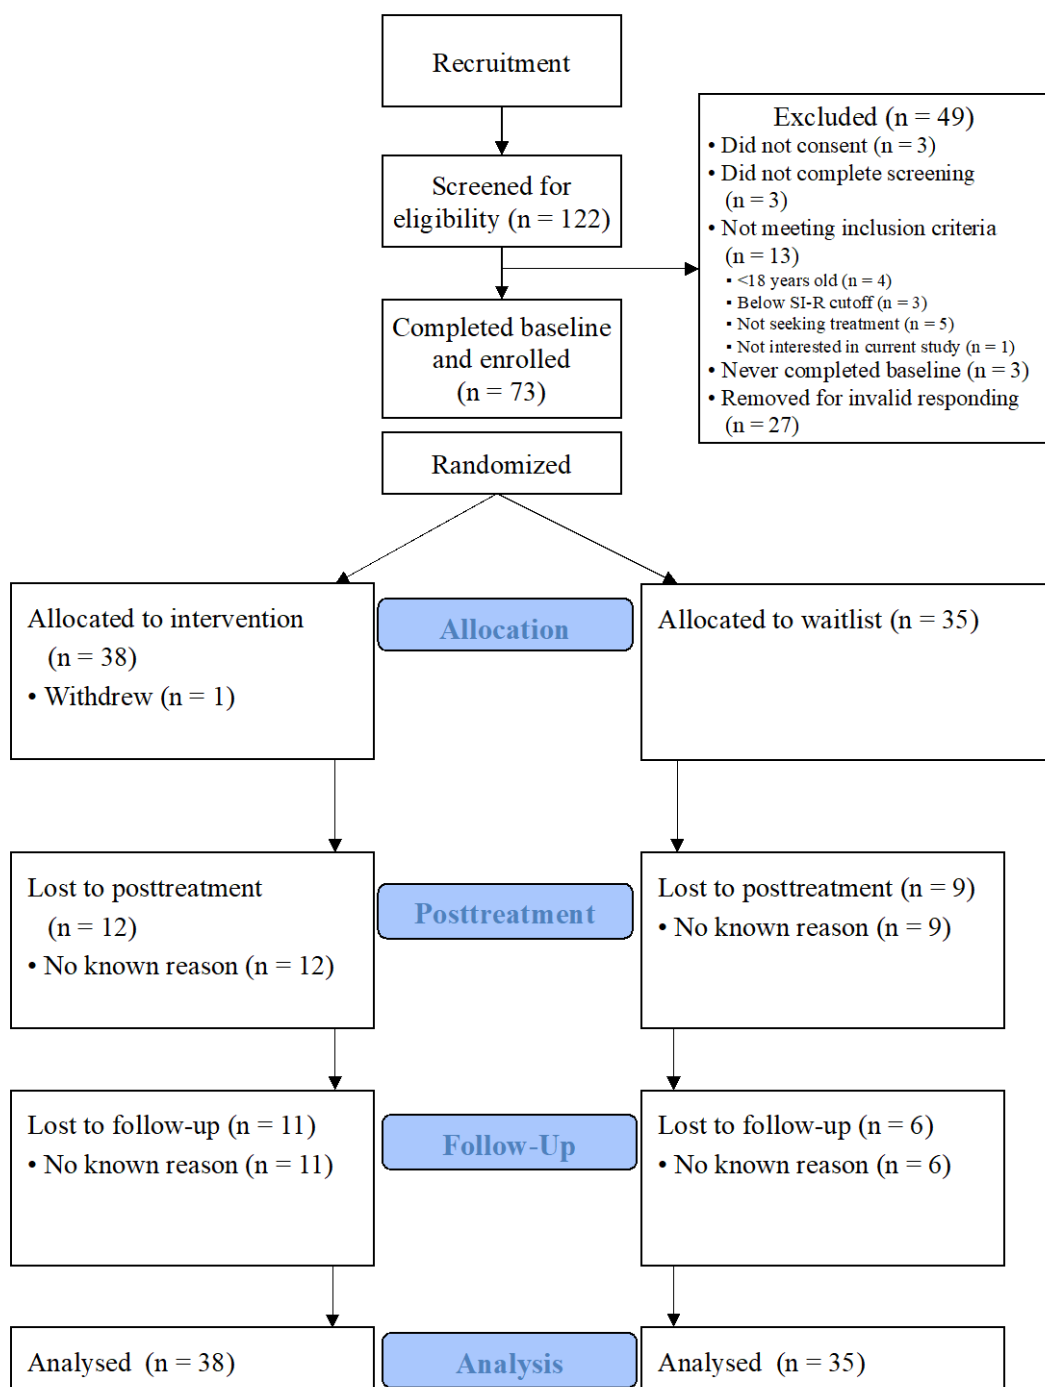 Recruitment
Screened for
eligibility (n = 122)
Excluded (n = 49)
• Did not consent (n = 3)
• Did not complete screening
(n = 3)
• Not meeting inclusion criteria
(n = 13)
▪ <18 years old (n = 4)
▪ Below SI-R cutoff (n = 3)
▪ Not seeking treatment (n = 5)
▪ Not interested in current study (n = 1)
• Never completed baseline (n = 3)
• Removed for invalid responding
(n = 27)
Completed baseline
and enrolled
(n = 73)
Randomized
Allocated to intervention
(n = 38)
• Withdrew (n = 1)
Allocation
Allocated to waitlist (n = 35)
Lost to posttreatment
(n = 12)
• No known reason (n = 12)
Posttreatment
Lost to posttreatment (n = 9)
• No known reason (n = 9)
Lost to follow-up (n = 11)
• No known reason (n = 11)
Follow-Up
Lost to follow-up (n = 6)
• No known reason (n = 6)
Analysed  (n = 38)
Analysis
Analysed  (n = 35)